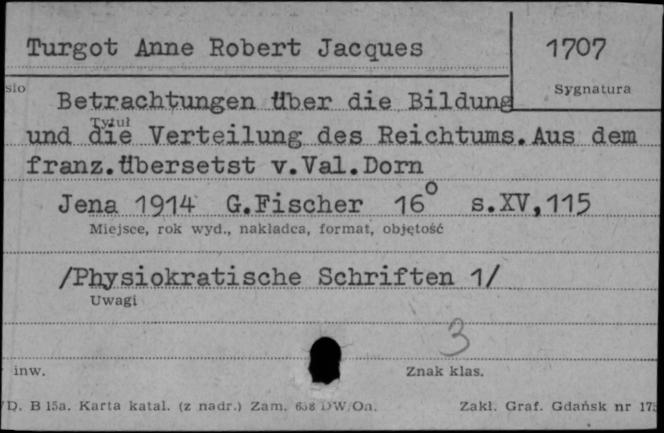 Turgot Anne Robert Jacques
1707
sło
Sygnatura
Betrachtungen über die Bildung
Tytuł
und die Verteilung des Reichtums. Aus dem
franz. übersetst v. Val. Dorn
Jena 1914 G. Fischer 16° s. XV, 115
Miejsce, rok wyd., nakładca, format, objętość
/Physiokratische Schriften 1/
Uwagi
3
inw.
Znak klas.
D. B 15a. Karta katal. (z nadr.) Zam. 638 DW/On.
Zakł. Graf. Gdańsk nr 175